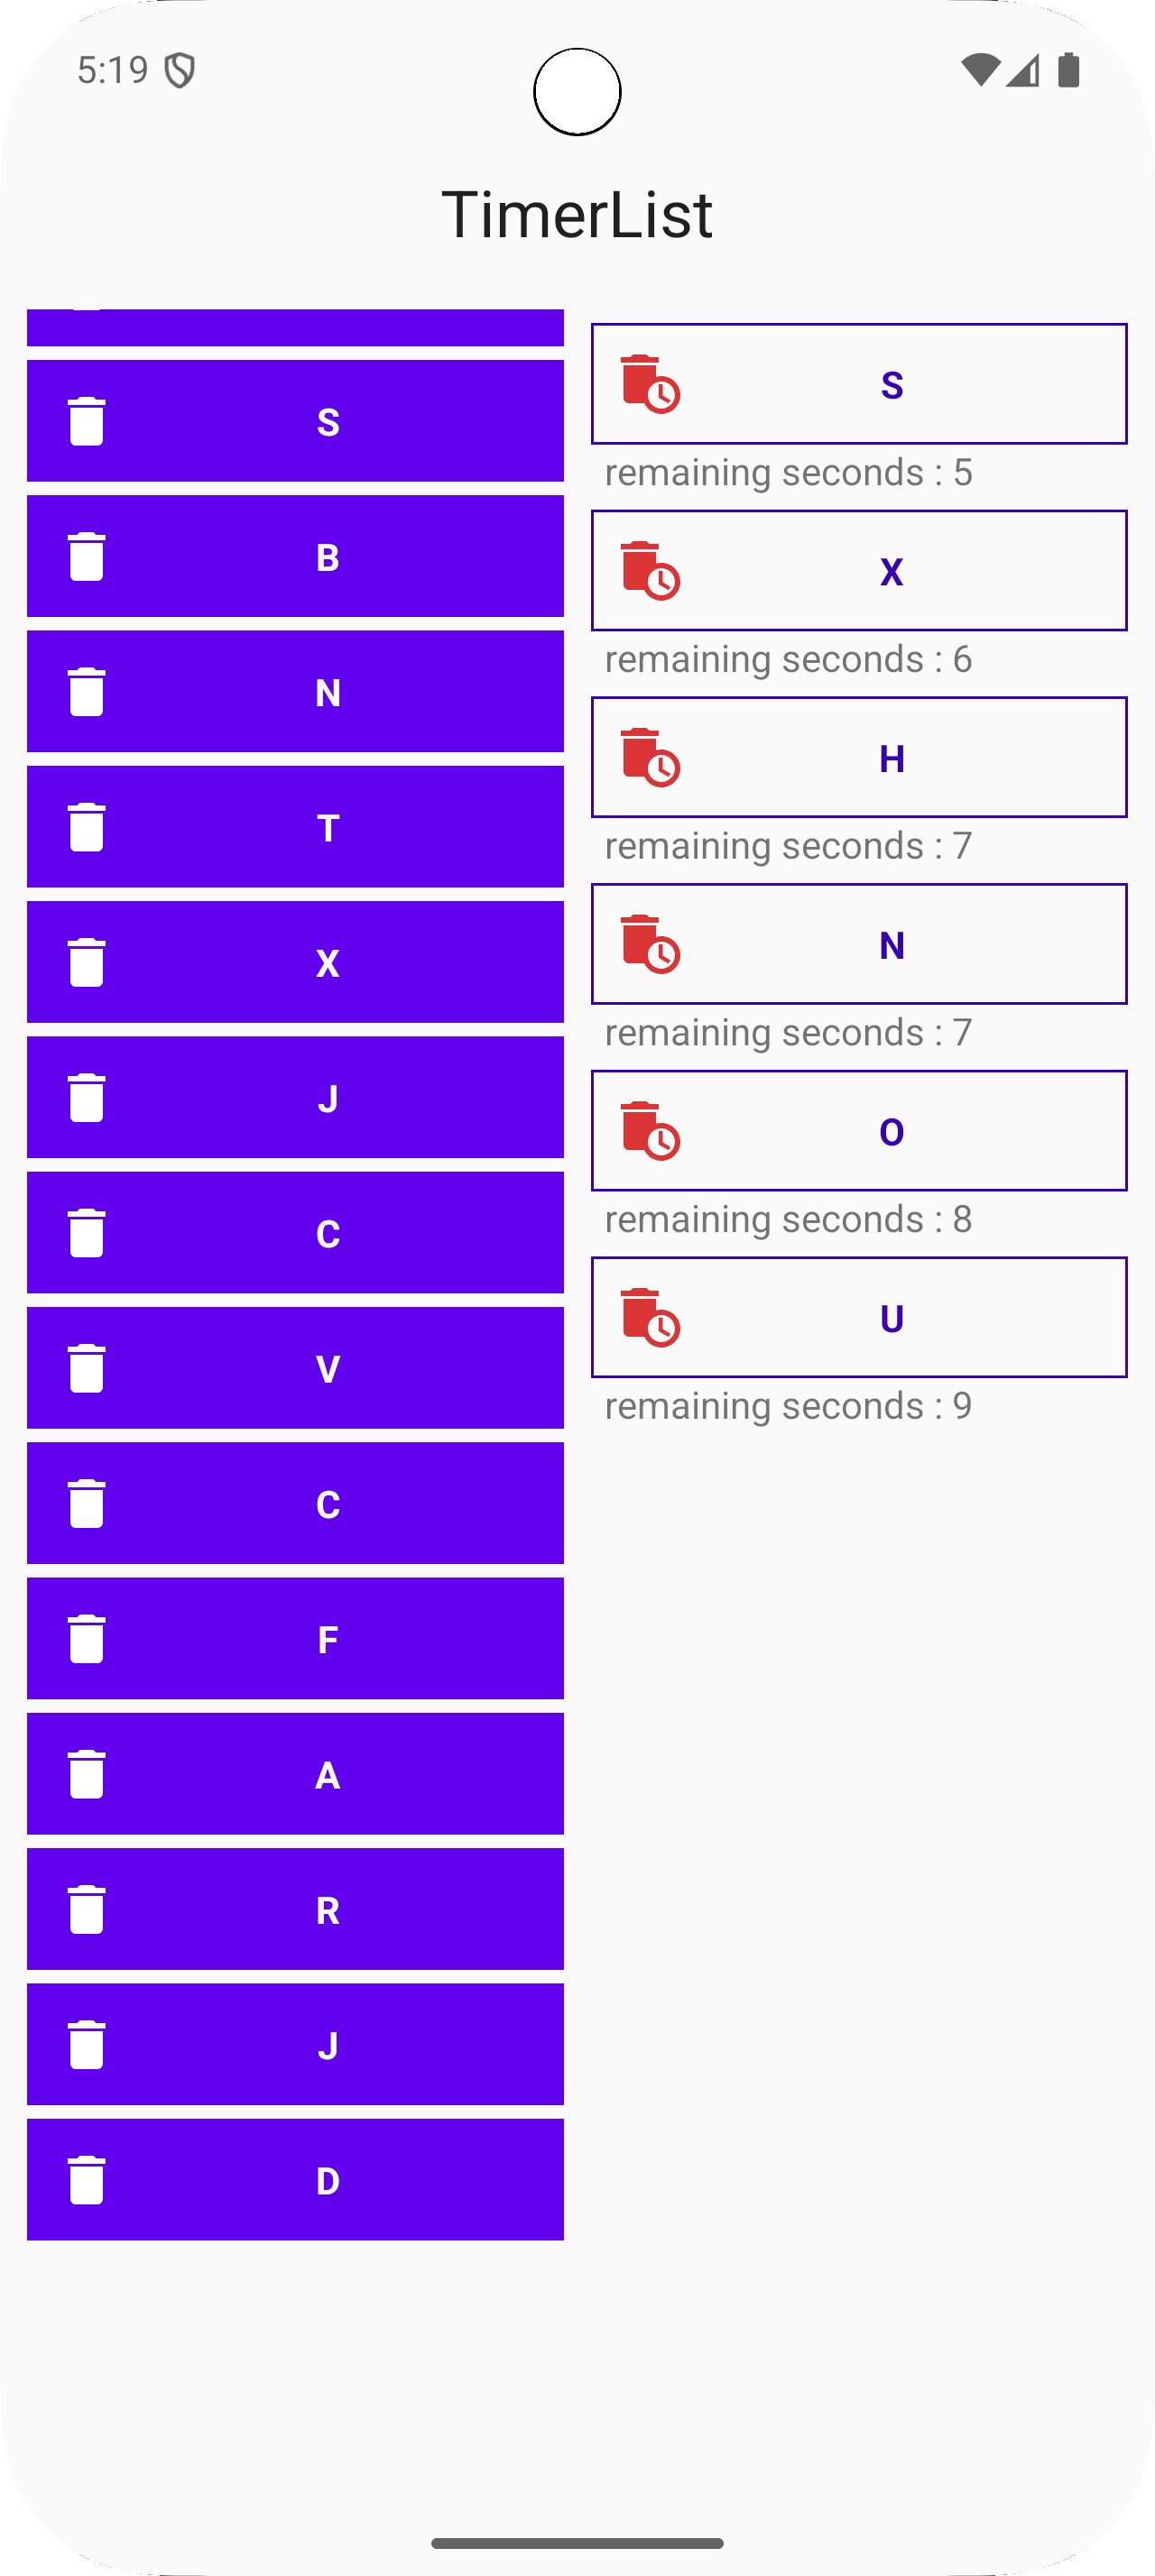 5:19
TimerList
S
B
N
T
X
J
C
V
C
F
A
R
J
D
S
remaining seconds : 5
X
remaining seconds : 6
H
remaining seconds : 7
N
remaining seconds : 7
O
remaining seconds : 8
U
remaining seconds : 9